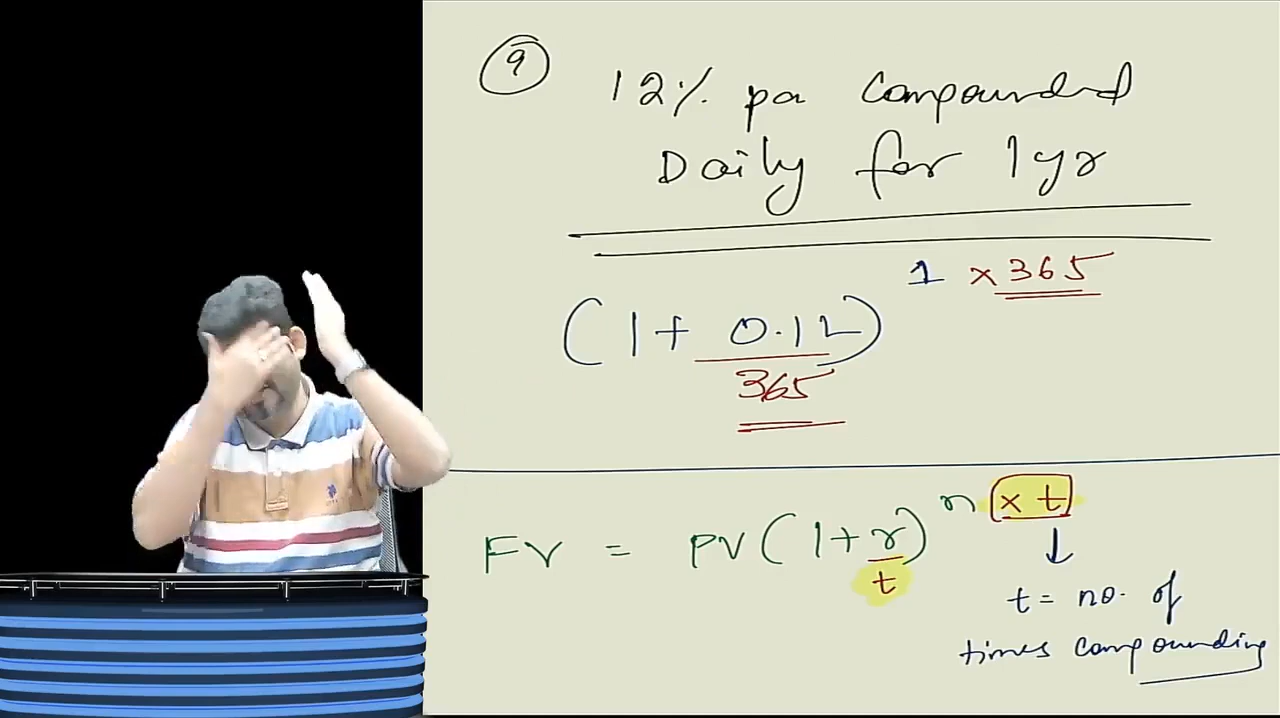 9
12% pa Compounded
Daily for 1yr
(1 + 0.12/365)^1 × 365
FV = PV(1 + r/t)^n × t
t = no. of
times compounding